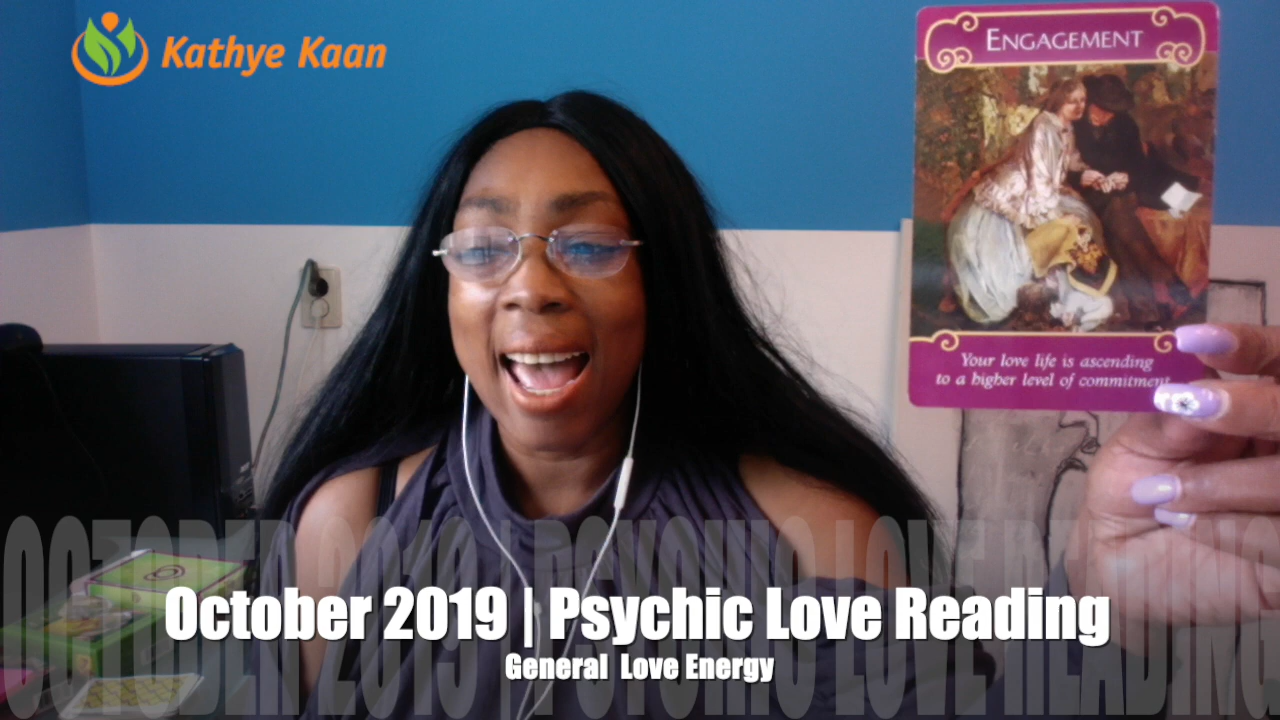 Kathye Kaan
ENGAGEMENT
Your love life is ascending
to a higher level of commitment
OCTOBER 2019 | PSYCHIC LOVE READING
October 2019 | Psychic Love Reading
General Love Energy